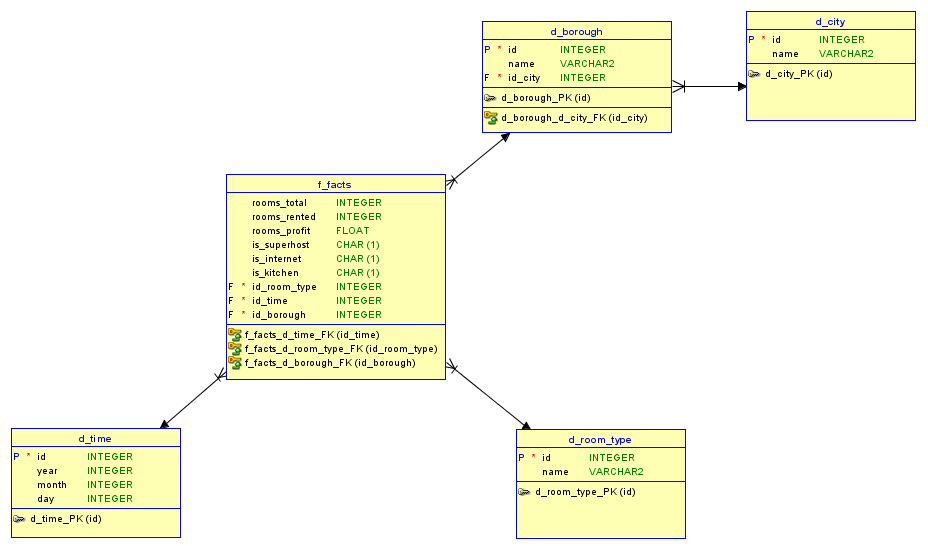 d_borough
P * id INTEGER
name VARCHAR2
F * id_city INTEGER
d_borough_PK (id)
d_borough_d_city_FK (id_city)
d_city
P * id INTEGER
name VARCHAR2
d_city_PK (id)
f_facts
rooms_total INTEGER
rooms_rented INTEGER
rooms_profit FLOAT
is_superhost CHAR (1)
is_internet CHAR (1)
is_kitchen CHAR (1)
F * id_room_type INTEGER
F * id_time INTEGER
F * id_borough INTEGER
f_facts_d_time_FK (id_time)
f_facts_d_room_type_FK (id_room_type)
f_facts_d_borough_FK (id_borough)
d_time
P * id INTEGER
year INTEGER
month INTEGER
day INTEGER
d_time_PK (id)
d_room_type
P * id INTEGER
name VARCHAR2
d_room_type_PK (id)